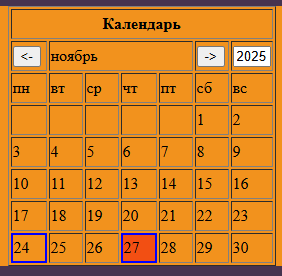 Календарь
<- ноябрь -> 2025
пн вт ср чт пт сб вс
1 2
3 4 5 6 7 8 9
10 11 12 13 14 15 16
17 18 19 20 21 22 23
24 25 26 27 28 29 30